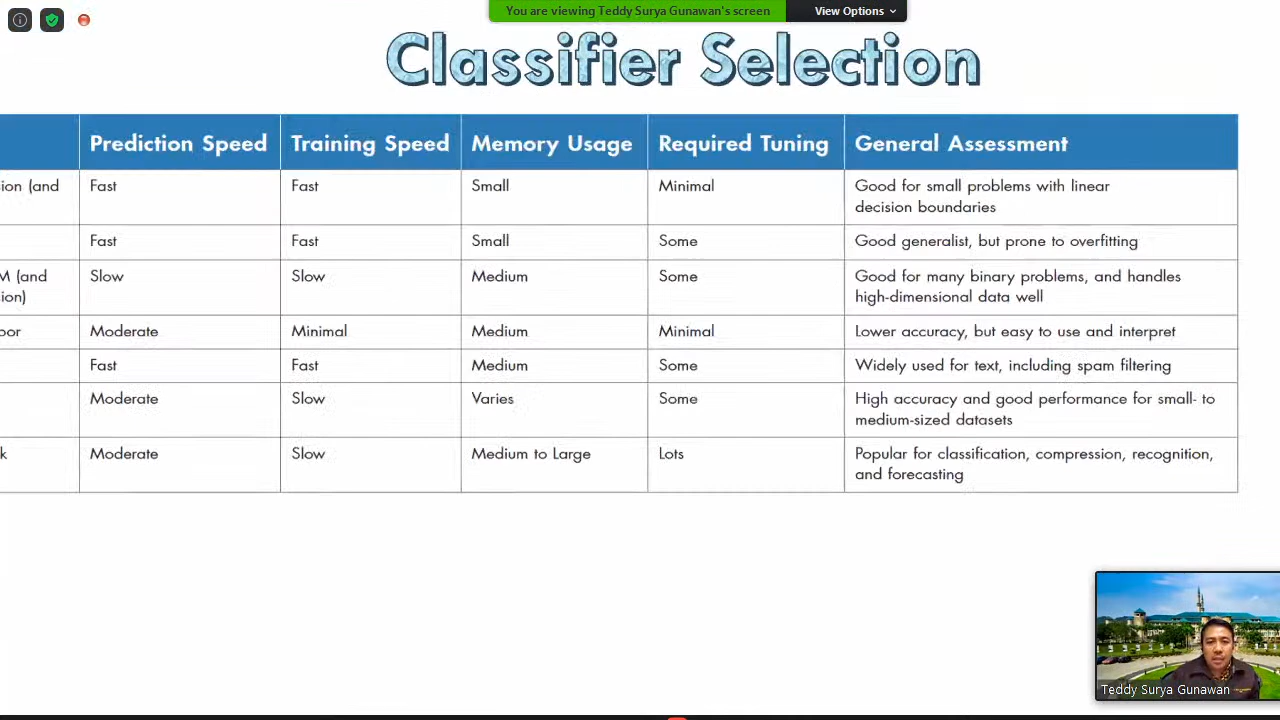 You are viewing Teddy Surya Gunawan's screen View Options
Classifier Selection
Prediction Speed Training Speed Memory Usage Required Tuning General Assessment
ion (and Fast Fast Small Minimal Good for small problems with linear
decision boundaries
Fast Fast Small Some Good generalist, but prone to overfitting
M (and Slow Slow Medium Some Good for many binary problems, and handles
ion) high-dimensional data well
oor Moderate Minimal Medium Minimal Lower accuracy, but easy to use and interpret
Fast Fast Medium Some Widely used for text, including spam filtering
Moderate Slow Varies Some High accuracy and good performance for small- to
medium-sized datasets
k Moderate Slow Medium to Large Lots Popular for classification, compression, recognition,
and forecasting
Teddy Surya Gunawan